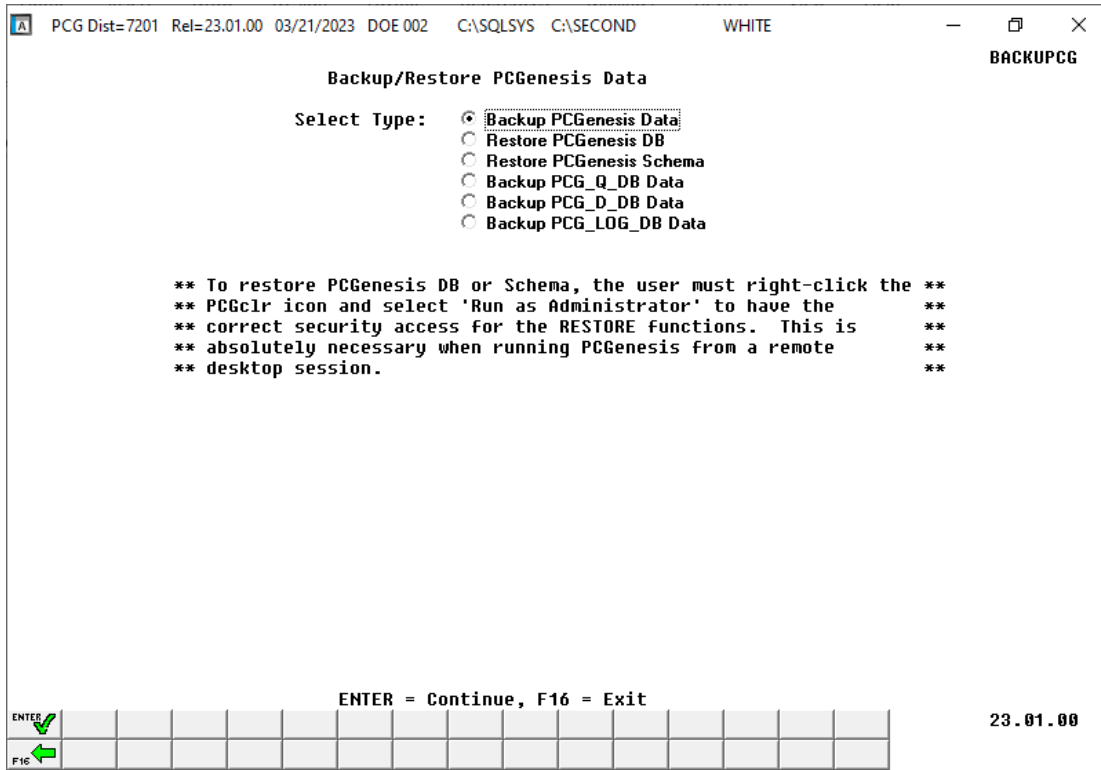 A PCG Dist=7201 Rel=23.01.00 03/21/2023 DOE 002 C:\SQLSYS C:\SECOND WHITE
BACKUPCG
Backup/Restore PCGenesis Data
Select Type: Backup PCGenesis Data
Restore PCGenesis DB
Restore PCGenesis Schema
Backup PCG_Q_DB Data
Backup PCG_D_DB Data
Backup PCG_LOG_DB Data
** To restore PCGenesis DB or Schema, the user must right-click the **
** PCGclr icon and select 'Run as Administrator' to have the **
** correct security access for the RESTORE functions. This is **
** absolutely necessary when running PCGenesis from a remote **
** desktop session. **
ENTER = Continue, F16 = Exit
ENTER 23.01.00
F16